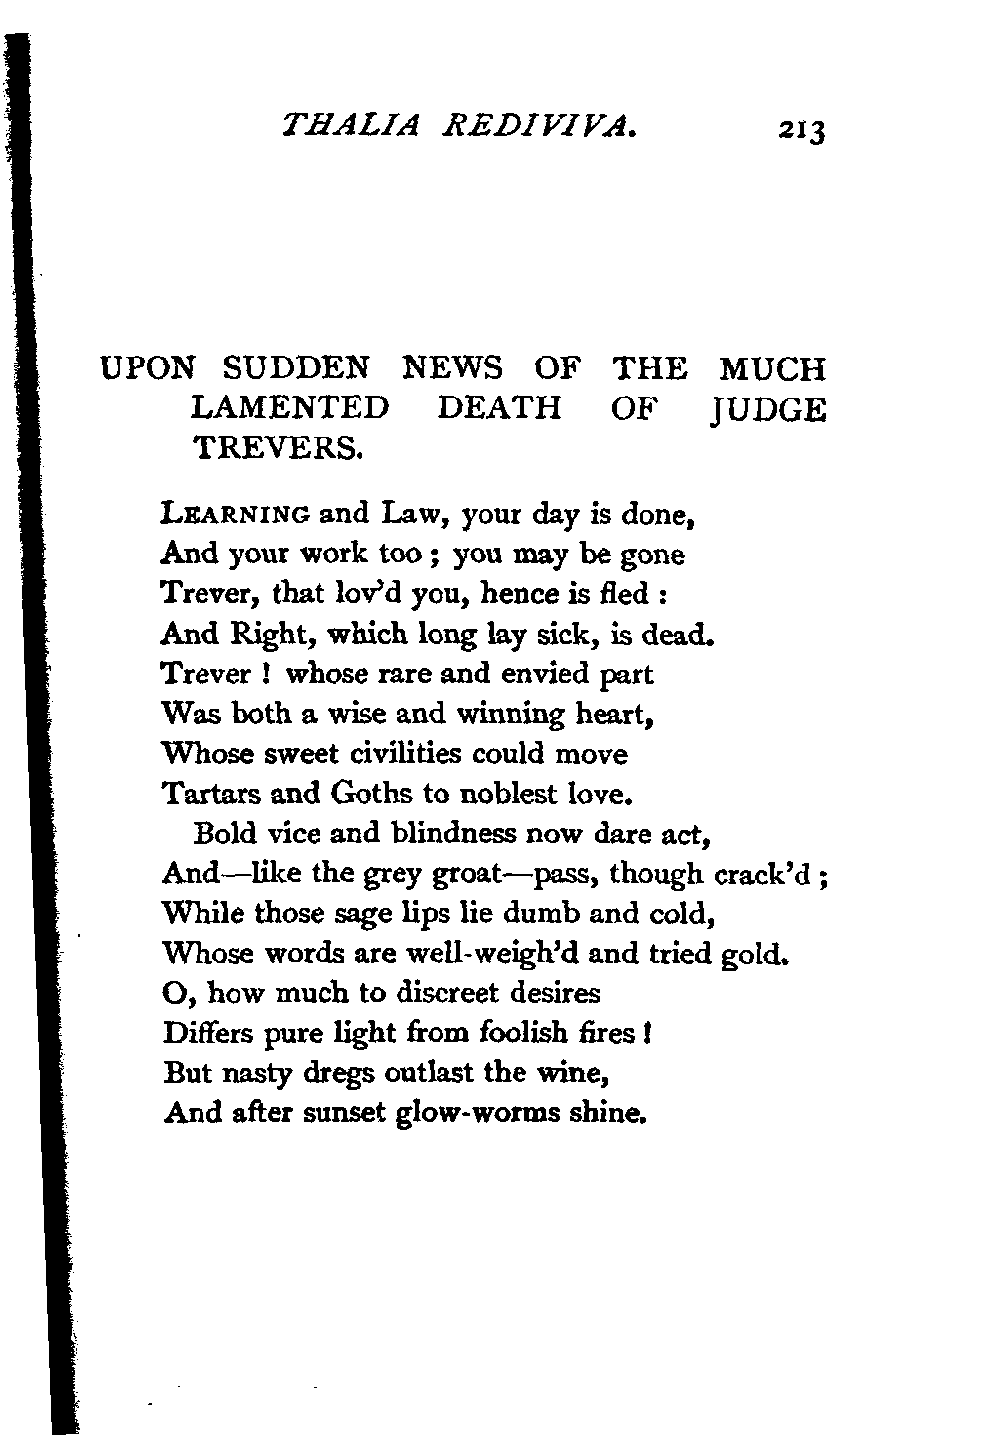 THALIA REDIVIVA. 213
UPON SUDDEN NEWS OF THE MUCH
LAMENTED DEATH OF JUDGE
TREVERS.
LEARNING and Law, your day is done,
And your work too ; you may be gone
Trever, that lov'd you, hence is fled :
And Right, which long lay sick, is dead.
Trever ! whose rare and envied part
Was both a wise and winning heart,
Whose sweet civilities could move
Tartars and Goths to noblest love.
Bold vice and blindness now dare act,
And—like the grey groat—pass, though crack'd ;
While those sage lips lie dumb and cold,
Whose words are well-weigh'd and tried gold.
O, how much to discreet desires
Differs pure light from foolish fires !
But nasty dregs outlast the wine,
And after sunset glow-worms shine.